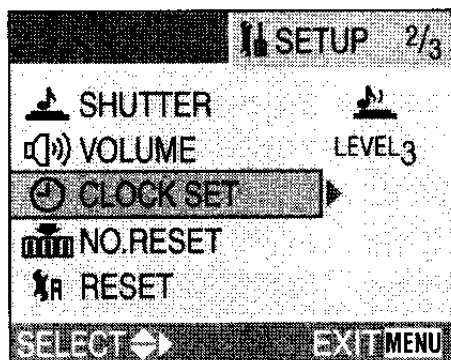 SETUP 2/3
SHUTTER
VOLUME LEVEL3
CLOCK SET
NO.RESET
RESET
SELECT EXIT MENU